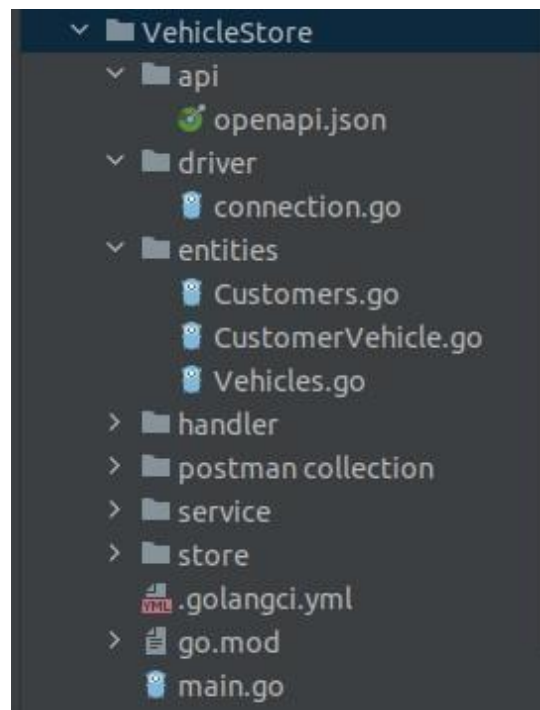 VehicleStore
api
openapi.json
driver
connection.go
entities
Customers.go
CustomerVehicle.go
Vehicles.go
handler
postman collection
service
store
YML .golangci.yml
go.mod
main.go